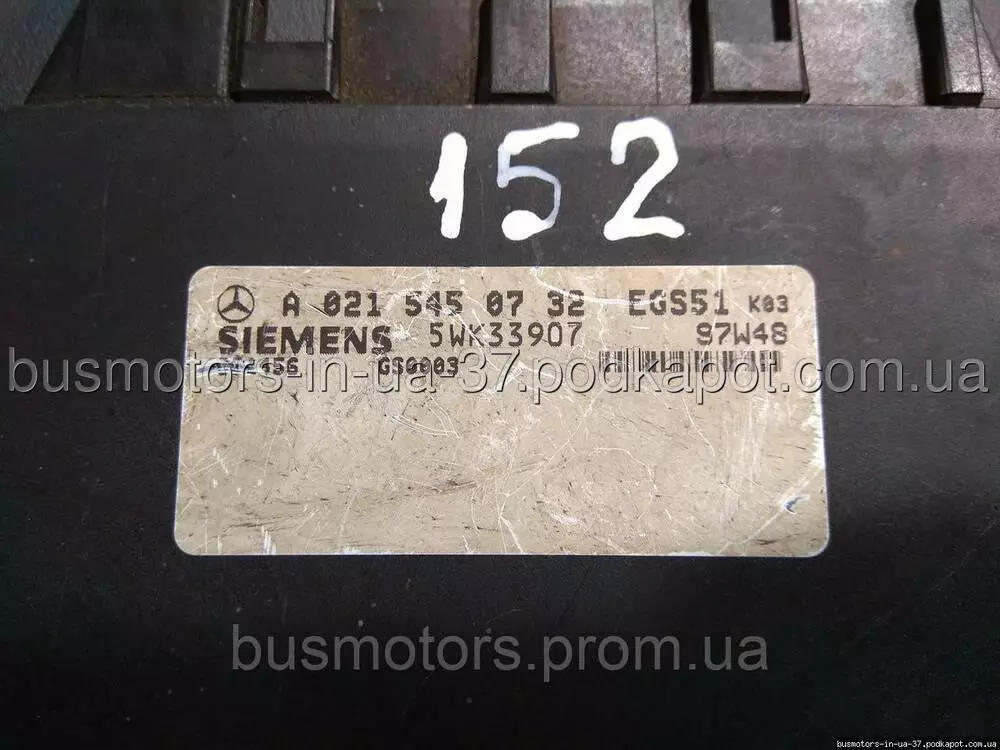 152
A 021 545 07 32 EGS51 K03
SIEMENS 5WK33907 97W48
GS0003
busmotors-in-ua-37.podkapot.com.ua
busmotors.prom.ua
busmotors-in-ua-37.podkapot.com.ua